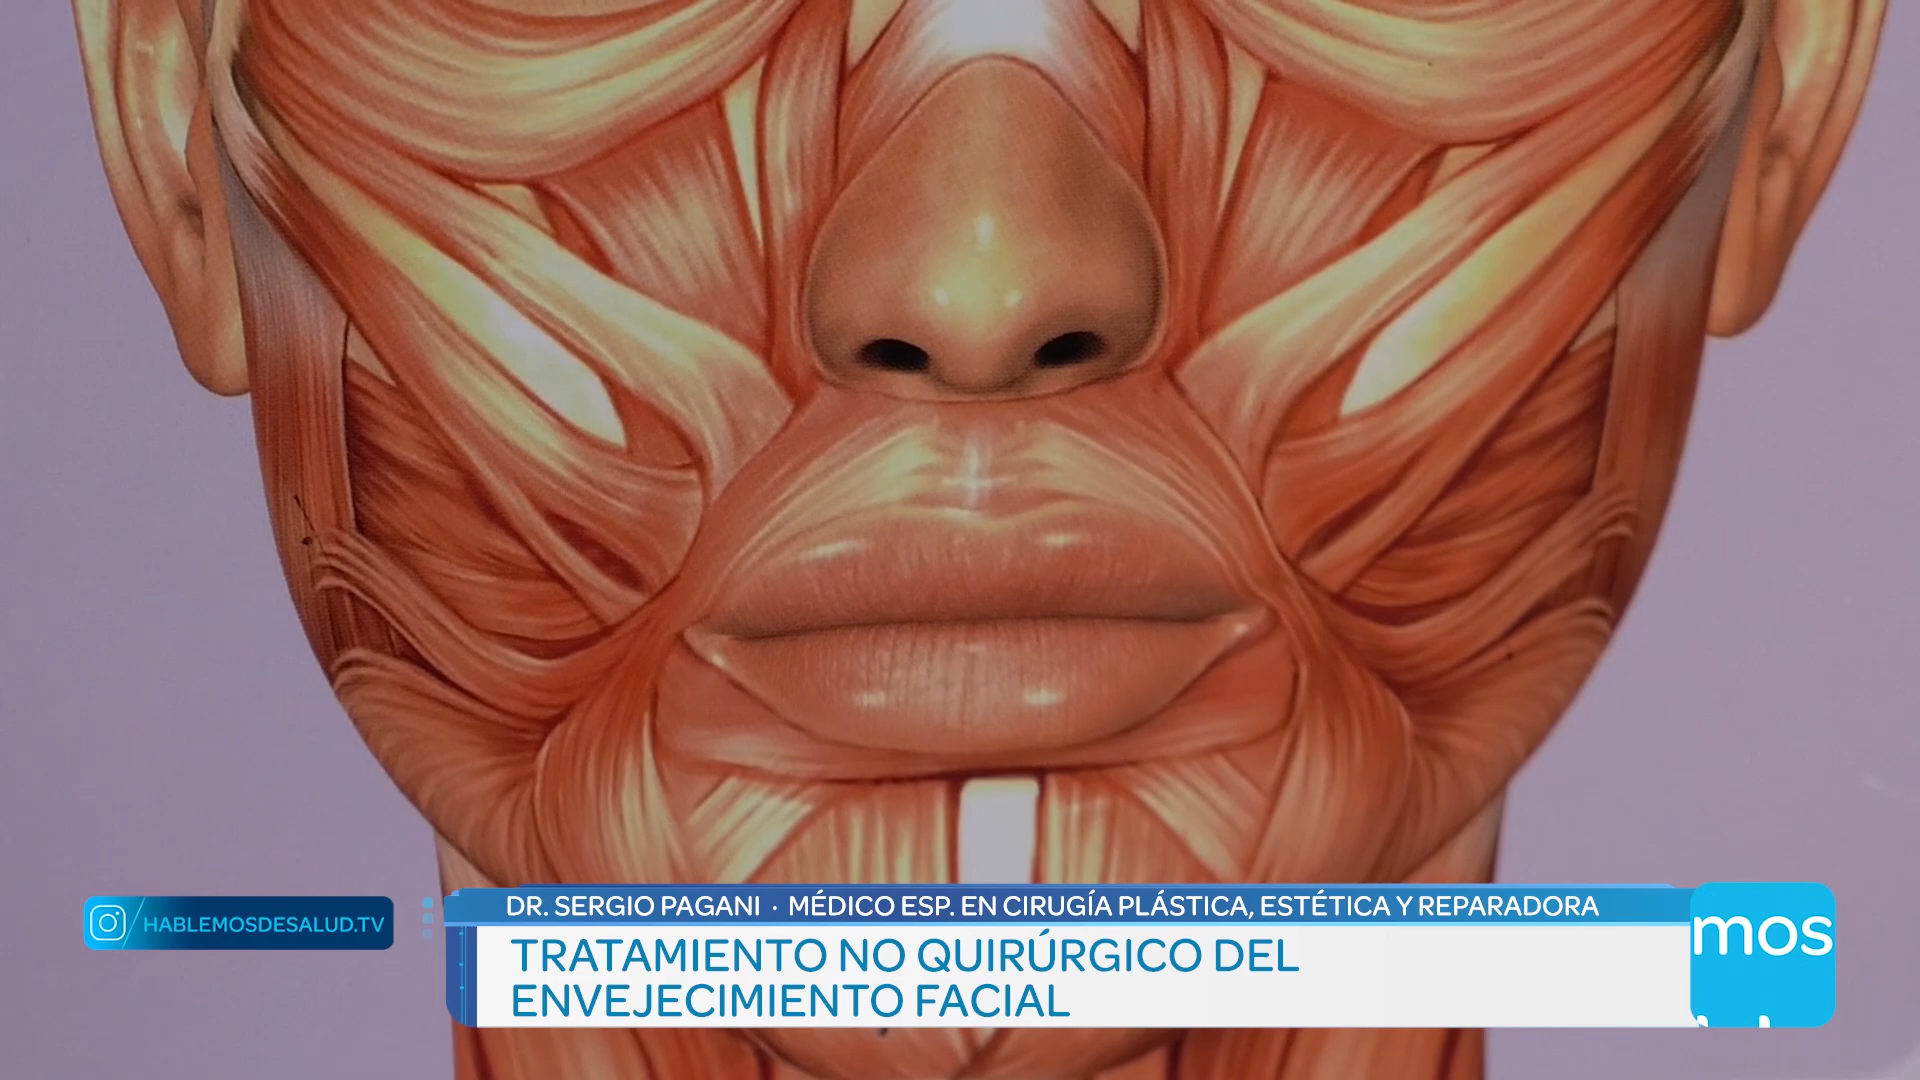 HABLEMOSDESALUD.TV
DR. SERGIO PAGANI · MÉDICO ESP. EN CIRUGÍA PLÁSTICA, ESTÉTICA Y REPARADORA
TRATAMIENTO NO QUIRÚRGICO DEL
ENVEJECIMIENTO FACIAL
mos